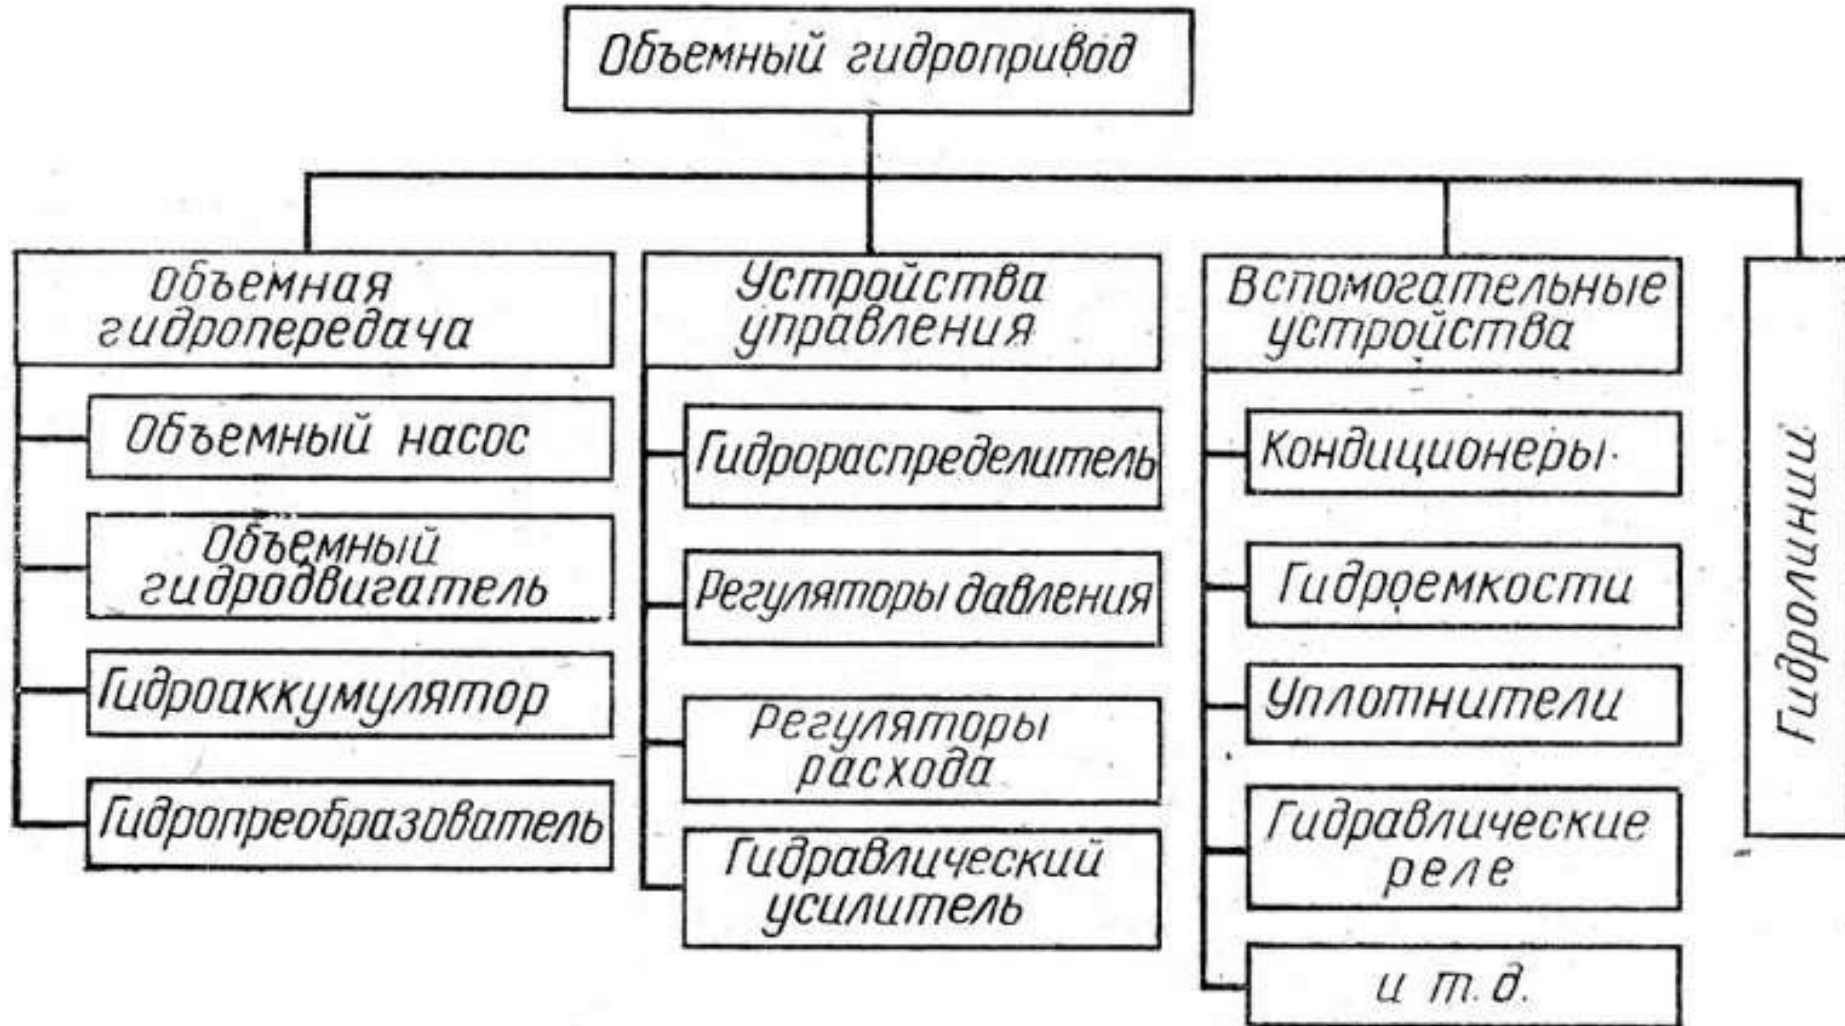 Объемный гидропривод
Объемная
гидропередача
Объемный насос
Объемный
гидродвигатель
Гидроаккумулятор
Гидропреобразователь
Устройства
управления
Гидрораспределитель
Регуляторы давления
Регуляторы
расхода
Гидравлический
усилитель
Вспомогательные
устройства
Кондиционеры
Гидроемкости
Уплотнители
Гидравлические
реле
и т.д.
Гидролинии